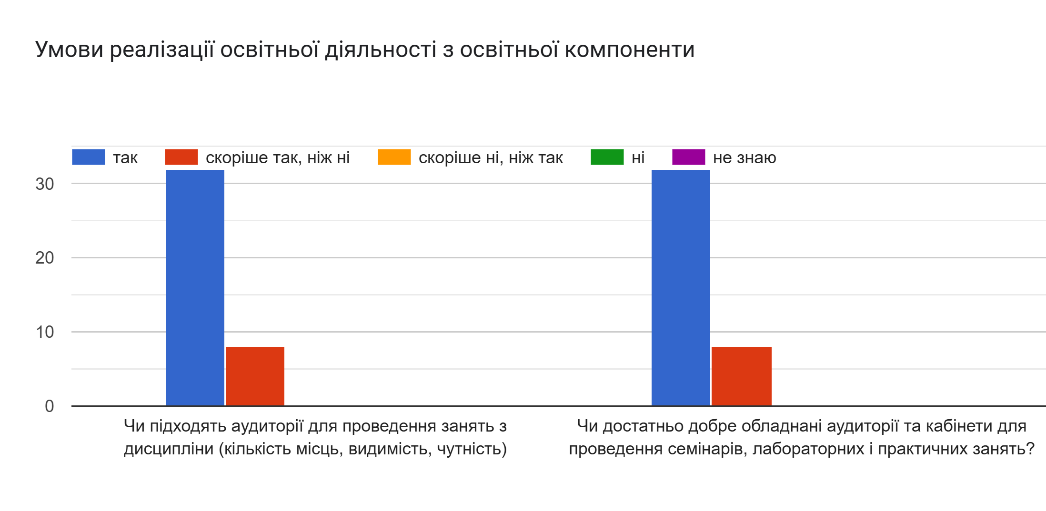 Умови реалізації освітньої діяльності з освітньої компоненти
так скоріше так, ніж ні скоріше ні, ніж так ні не знаю
30
20
10
0
Чи підходять аудиторії для проведення занять з
дисципліни (кількість місць, видимість, чутність)
Чи достатньо добре обладнані аудиторії та кабінети для
проведення семінарів, лабораторних і практичних занять?